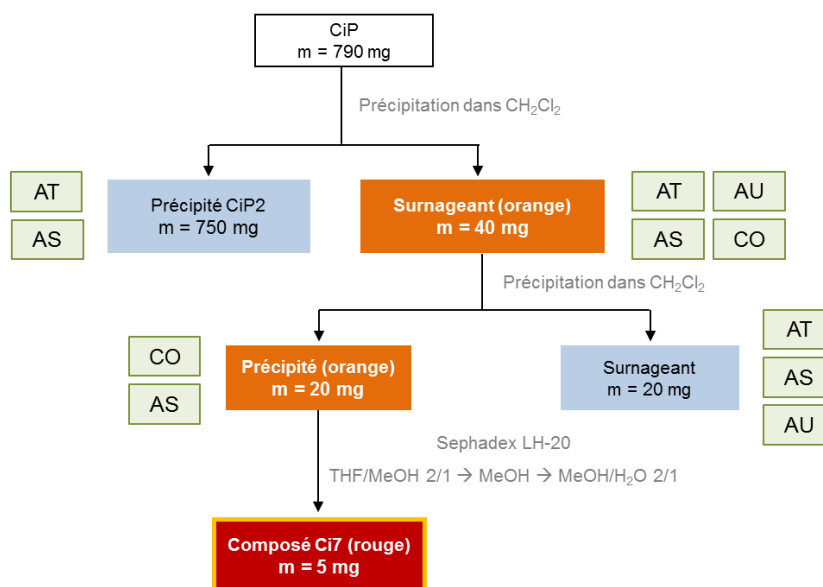 CiP
m = 790 mg
Précipitation dans CH₂Cl₂
AT
AS
Précipité CiP2
m = 750 mg
Surnageant (orange)
m = 40 mg
AT AU
AS CO
Précipitation dans CH₂Cl₂
CO
AS
Précipité (orange)
m = 20 mg
Surnageant
m = 20 mg
AT
AS
AU
Sephadex LH-20
THF/MeOH 2/1 → MeOH → MeOH/H₂O 2/1
Composé Ci7 (rouge)
m = 5 mg